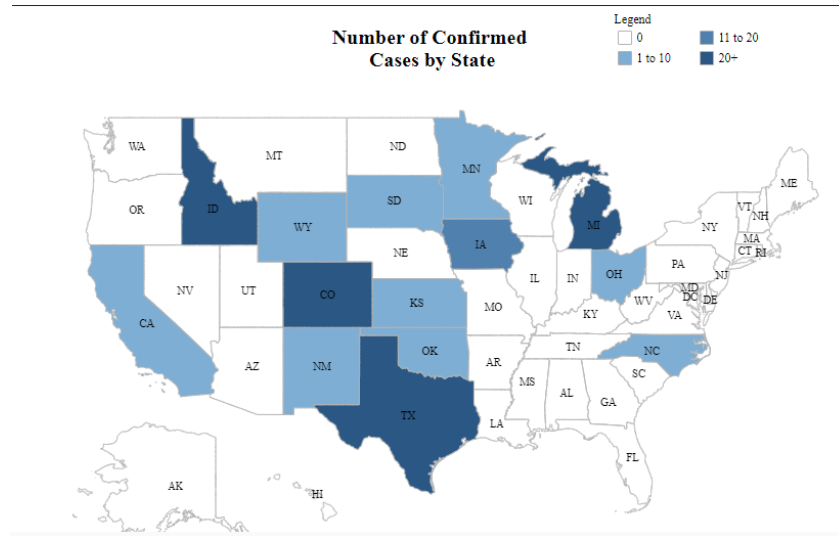 Number of Confirmed
Cases by State
Legend
0
11 to 20
1 to 10
20+
WA
MT
ND
MN
ME
OR
ID
SD
WI
VT
NH
WY
MI
NY
MA
CT RI
IA
NE
PA
NJ
NV
UT
CO
IL
IN
OH
MD
DC
DE
WV
VA
CA
KS
MO
KY
NC
TN
AZ
NM
OK
AR
SC
MS
AL
GA
TX
LA
FL
AK
HI